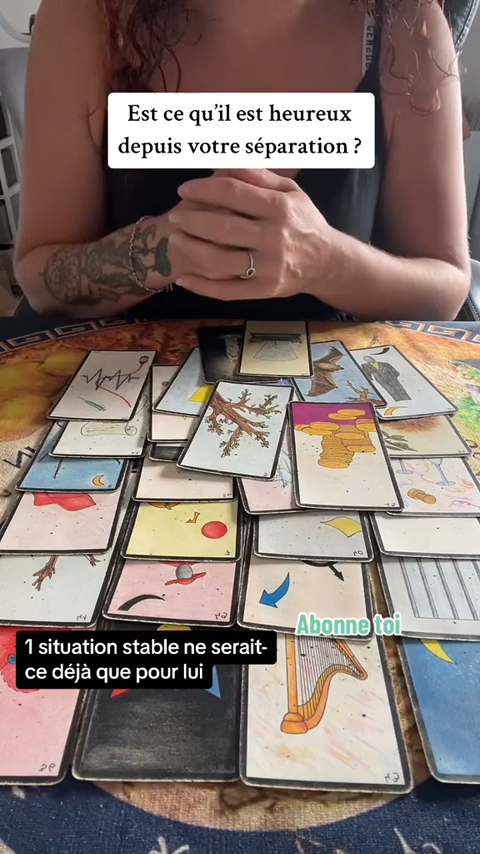 Est ce qu'il est heureux
depuis votre séparation ?
Abonne toi
1 situation stable ne serait-
ce déjà que pour lui